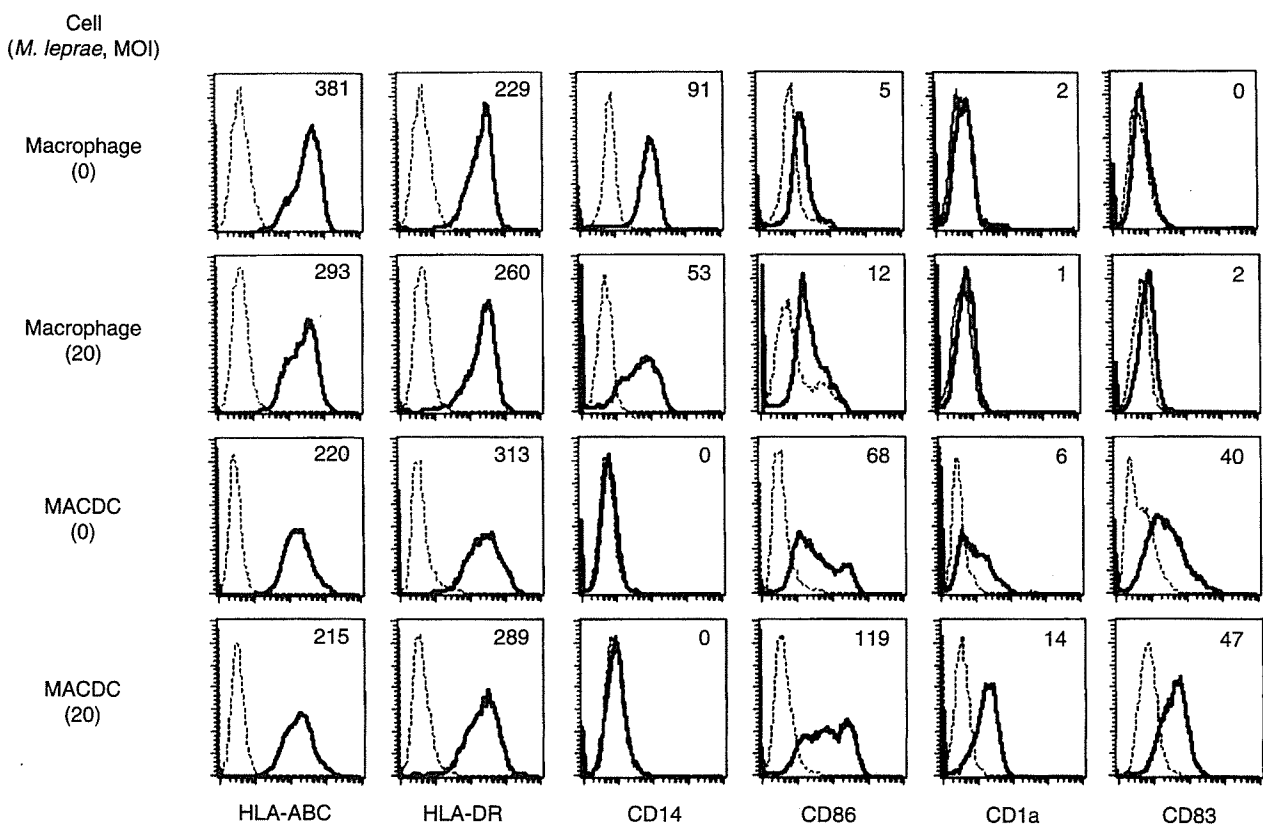 Cell
(M. leprae, MOI)
381 229 91 5 2 0
Macrophage
(0)
293 260 53 12 1 2
Macrophage
(20)
220 313 0 68 6 40
MACDC
(0)
215 289 0 119 14 47
MACDC
(20)
HLA-ABC HLA-DR CD14 CD86 CD1a CD83